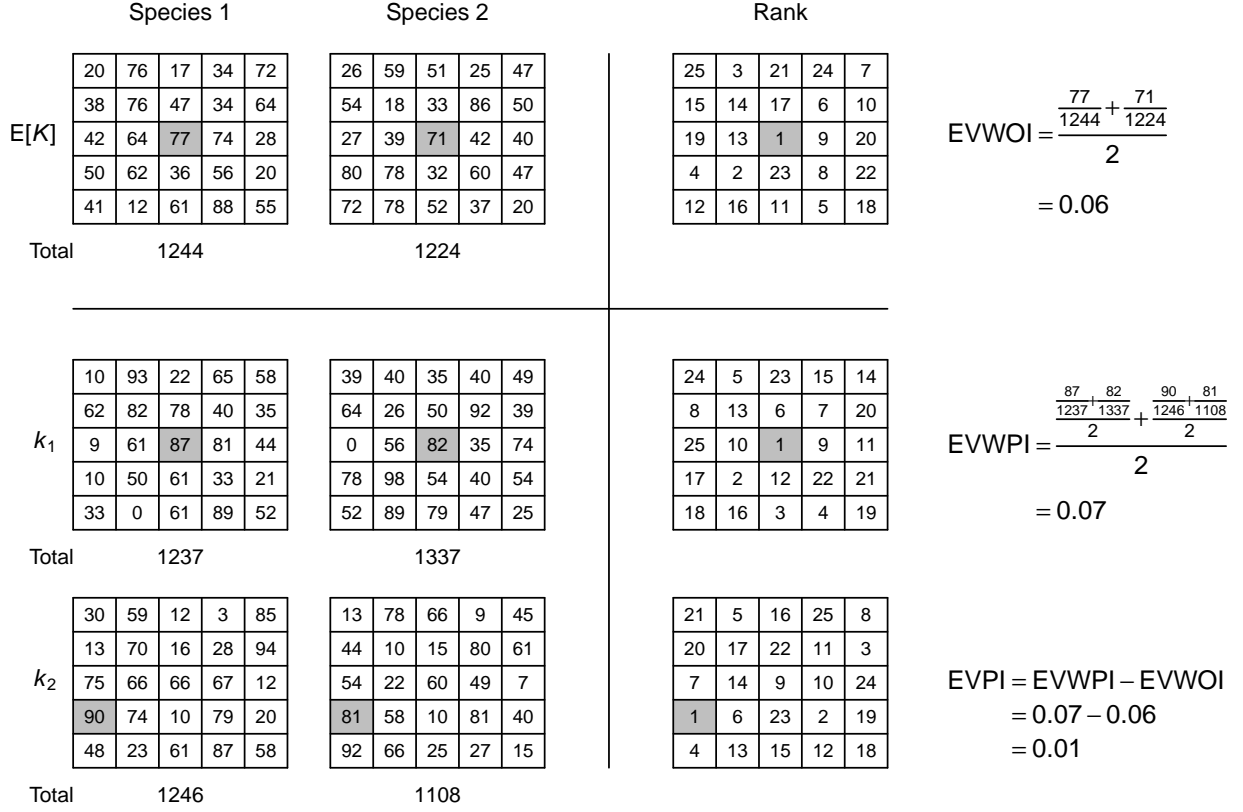 Species 1 Species 2 Rank
20 76 17 34 72 26 59 51 25 47 25 3 21 24 7
38 76 47 34 64 54 18 33 86 50 15 14 17 6 10
E[K] 42 64 77 74 28 27 39 71 42 40 19 13 1 9 20
50 62 36 56 20 80 78 32 60 47 4 2 23 8 22
41 12 61 88 55 72 78 52 37 20 12 16 11 5 18
Total 1244 1224
EVWOI = (77/1244 + 71/1224)/2
= 0.06
10 93 22 65 58 39 40 35 40 49 24 5 23 15 14
62 82 78 40 35 64 26 50 92 39 8 13 6 7 20
k₁ 9 61 87 81 44 0 56 82 35 74 25 10 1 9 11
10 50 61 33 21 78 98 54 40 54 17 2 12 22 21
33 0 61 89 52 52 89 79 47 25 18 16 3 4 19
Total 1237 1337
EVWPI = ((87/1237 + 82/1337)/2 + (90/1246 + 81/1108)/2)/2
= 0.07
30 59 12 3 85 13 78 66 9 45 21 5 16 25 8
13 70 16 28 94 44 10 15 80 61 20 17 22 11 3
k₂ 75 66 66 67 12 54 22 60 49 7 7 14 9 10 24
90 74 10 79 20 81 58 10 81 40 1 6 23 2 19
48 23 61 87 58 92 66 25 27 15 4 13 15 12 18
Total 1246 1108
EVPI = EVWPI − EVWOI
= 0.07 − 0.06
= 0.01